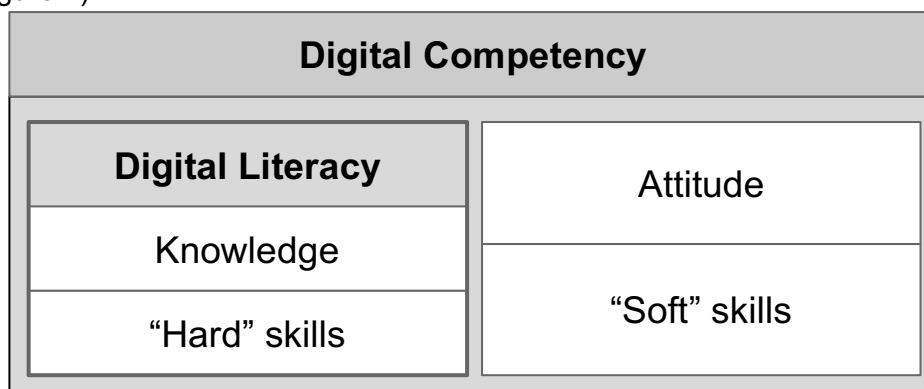 Digital Competency
Digital Literacy
Knowledge
“Hard” skills
Attitude
“Soft” skills